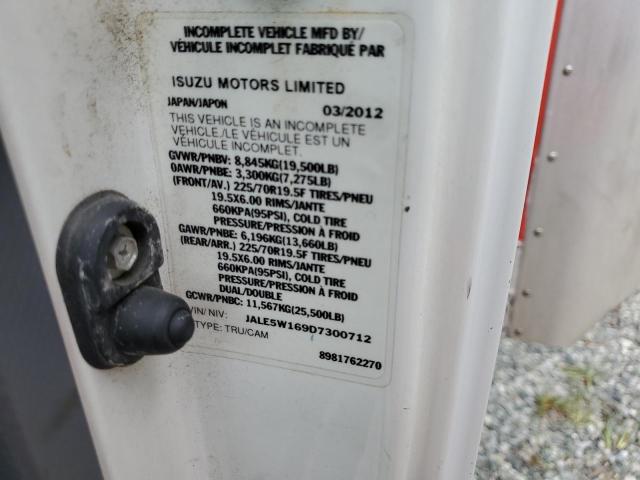 INCOMPLETE VEHICLE MFD BY/
VÉHICULE INCOMPLET FABRIQUÉ PAR
ISUZU MOTORS LIMITED
JAPAN/JAPON 03/2012
THIS VEHICLE IS AN INCOMPLETE
VEHICLE./LE VÉHICULE EST UN
VÉHICULE INCOMPLET.
GVWR/PNBV: 8,845KG(19,500LB)
GAWR/PNBE: 3,300KG(7,275LB)
(FRONT/AV.) 225/70R19.5F TIRES/PNEU
19.5X6.00 RIMS/JANTE
660KPA(95PSI), COLD TIRE
PRESSURE/PRESSION À FROID
GAWR/PNBE: 6,196KG(13,660LB)
(REAR/ARR.) 225/70R19.5F TIRES/PNEU
19.5X6.00 RIMS/JANTE
660KPA(95PSI), COLD TIRE
PRESSURE/PRESSION À FROID
DUAL/DOUBLE
GCWR/PNBC: 11,567KG(25,500LB)
VIN/ NIV: JALE5W169D7300712
TYPE: TRU/CAM
8981762270